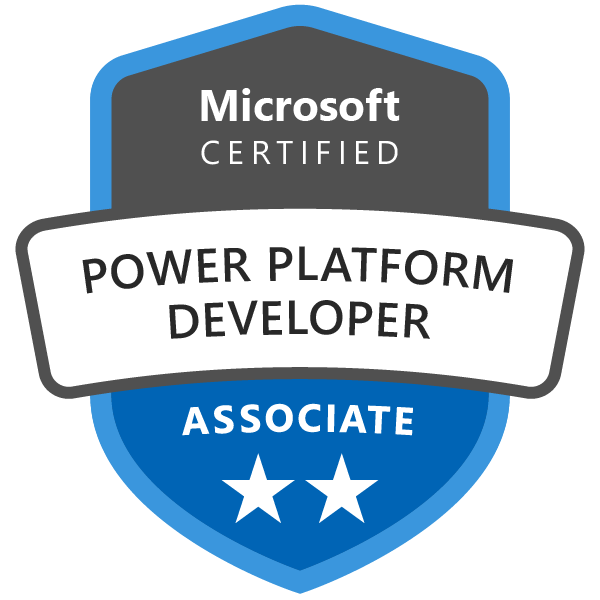 Microsoft
CERTIFIED
POWER PLATFORM
DEVELOPER
ASSOCIATE